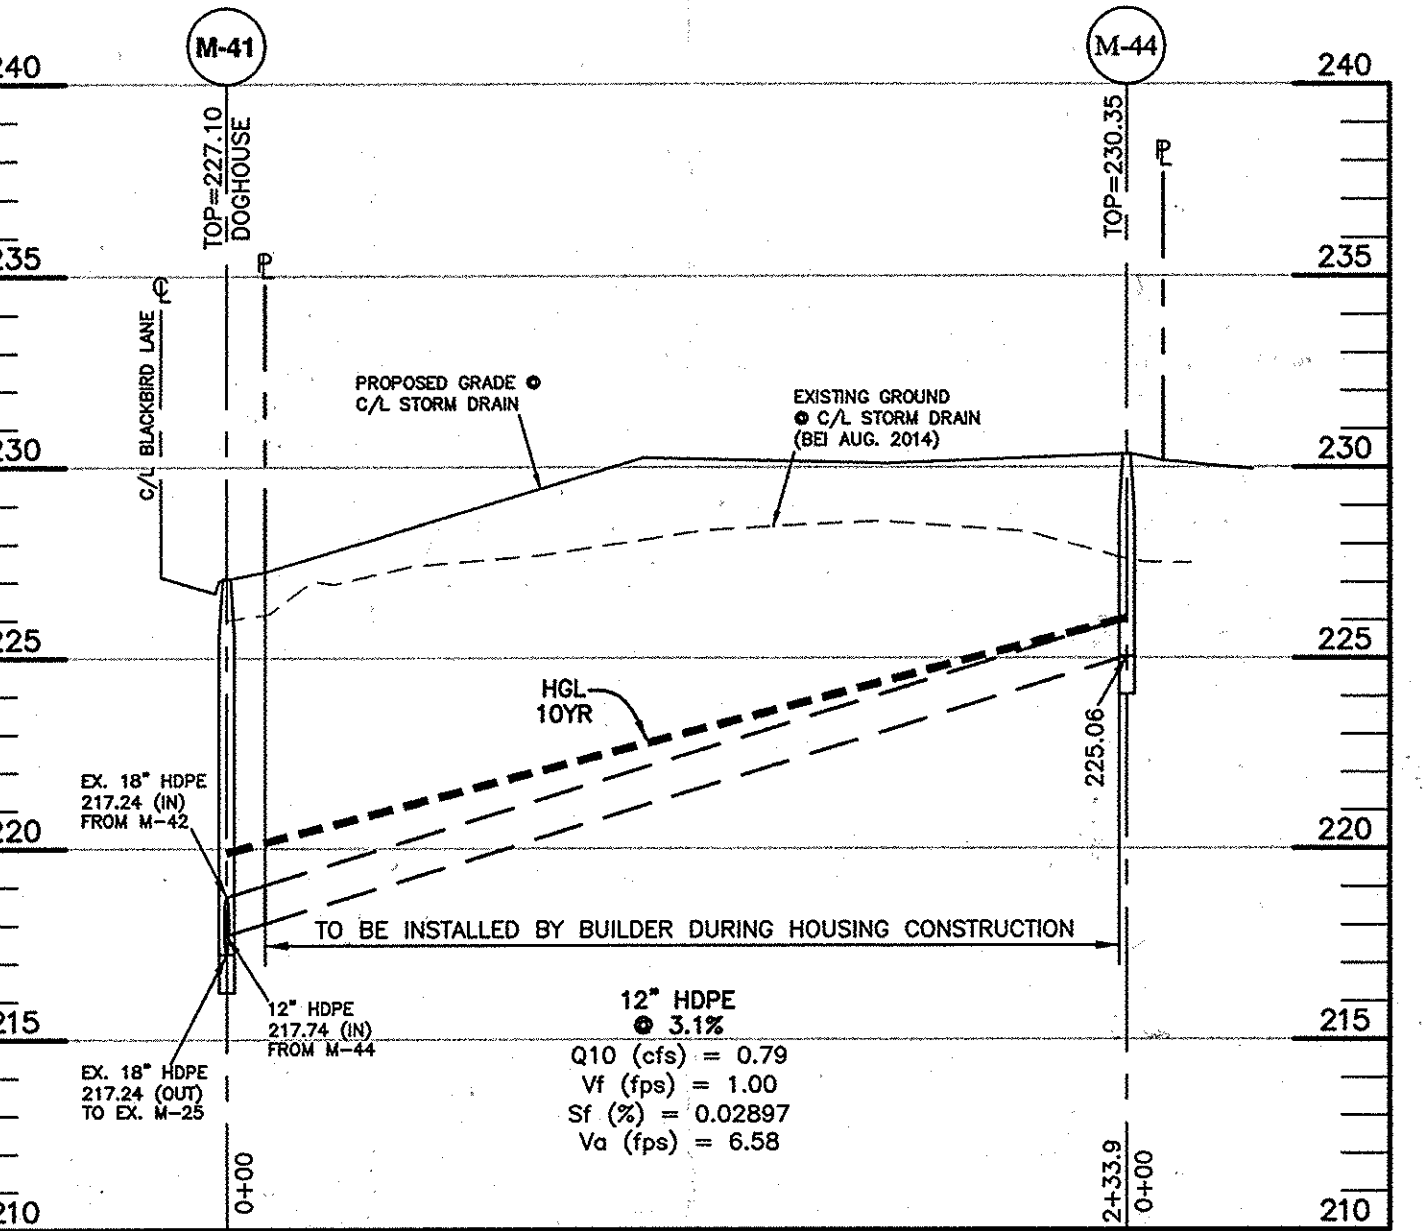 M-41
M-44
240
240
TOP=227.10
DOGHOUSE
TOP=230.35
PL
235
235
PL
CL
C/L BLACKBIRD LANE
PROPOSED GRADE @
C/L STORM DRAIN
EXISTING GROUND
@ C/L STORM DRAIN
(BEI AUG. 2014)
230
230
225
225
HGL
10YR
225.06
EX. 18" HDPE
217.24 (IN)
FROM M-42
220
220
TO BE INSTALLED BY BUILDER DURING HOUSING CONSTRUCTION
12" HDPE
217.74 (IN)
FROM M-44
12" HDPE
@ 3.1%
Q10 (cfs) = 0.79
Vf (fps) = 1.00
Sf (%) = 0.02897
Va (fps) = 6.58
215
215
EX. 18" HDPE
217.24 (OUT)
TO EX. M-25
0+00
2+33.9
0+00
210
210